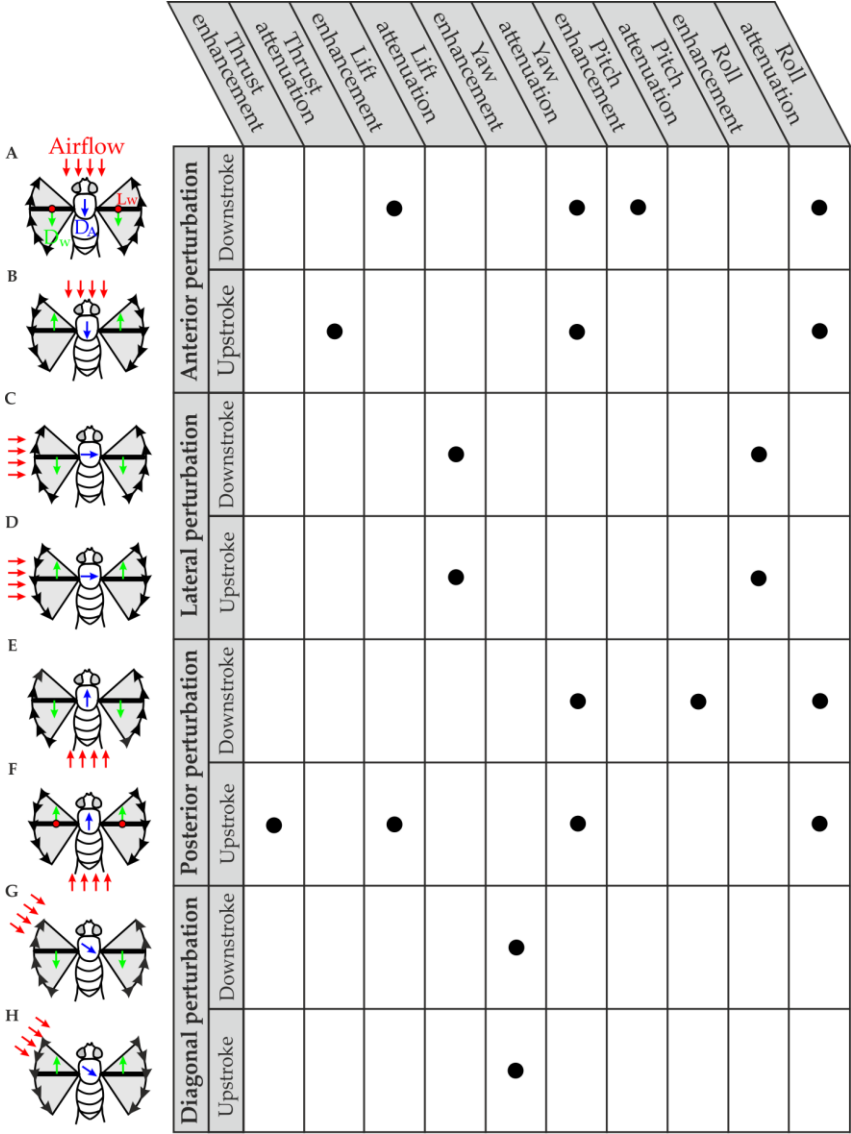 Thrust
enhancement
Thrust
attenuation
Lift
enhancement
Lift
attenuation
Yaw
enhancement
Yaw
attenuation
Pitch
enhancement
Pitch
attenuation
Roll
enhancement
Roll
attenuation
A
Airflow
Lw
Dw
DA
Anterior perturbation
Downstroke
B
Upstroke
C
Lateral perturbation
Downstroke
D
Upstroke
E
Posterior perturbation
Downstroke
F
Upstroke
G
Diagonal perturbation
Downstroke
H
Upstroke